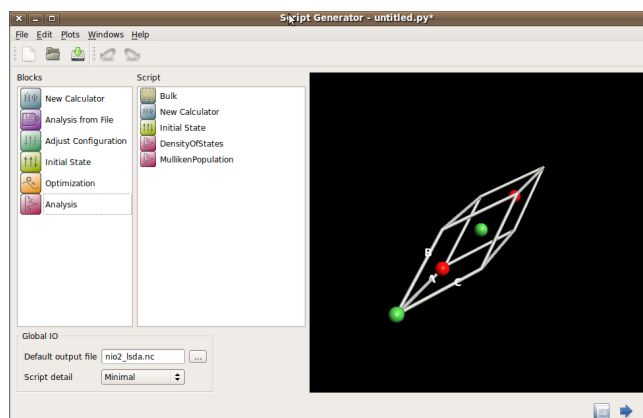 Script Generator - untitled.py*
File Edit Plots Windows Help
Blocks
Script
New Calculator
Analysis from File
Adjust Configuration
Initial State
Optimization
Analysis
Bulk
New Calculator
Initial State
DensityOfStates
MullikenPopulation
B
A
C
Global IO
Default output file nio2_lsda.nc ...
Script detail Minimal